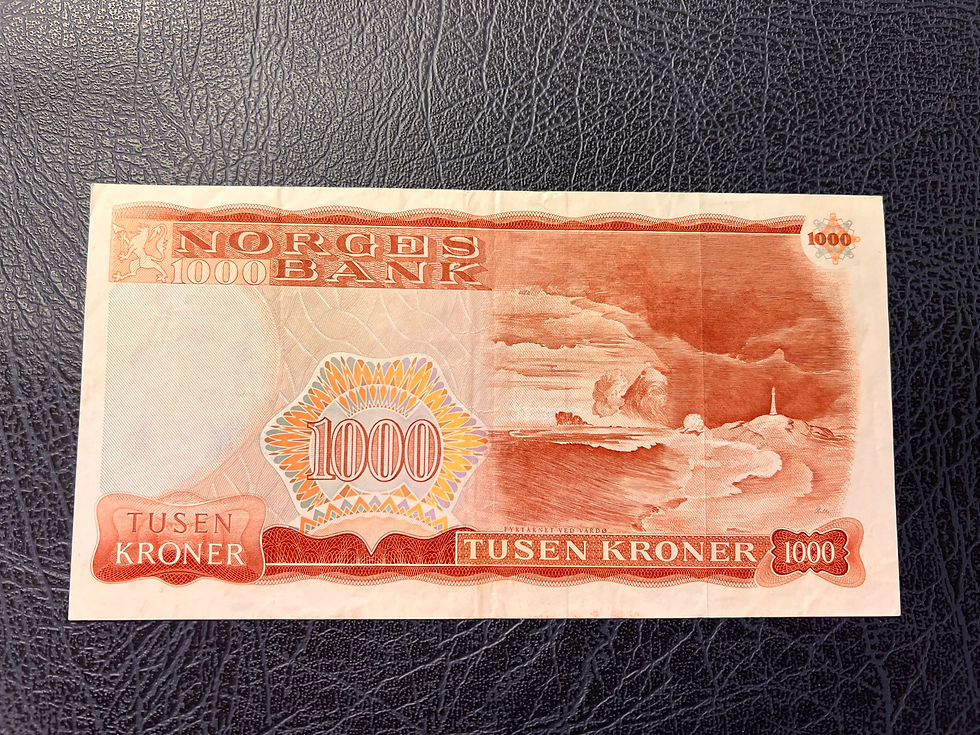 NORGES
1000 BANK
1000
1000
TUSEN
KRONER
FYRTÅRNET VED VARDØ
TUSEN KRONER
1000